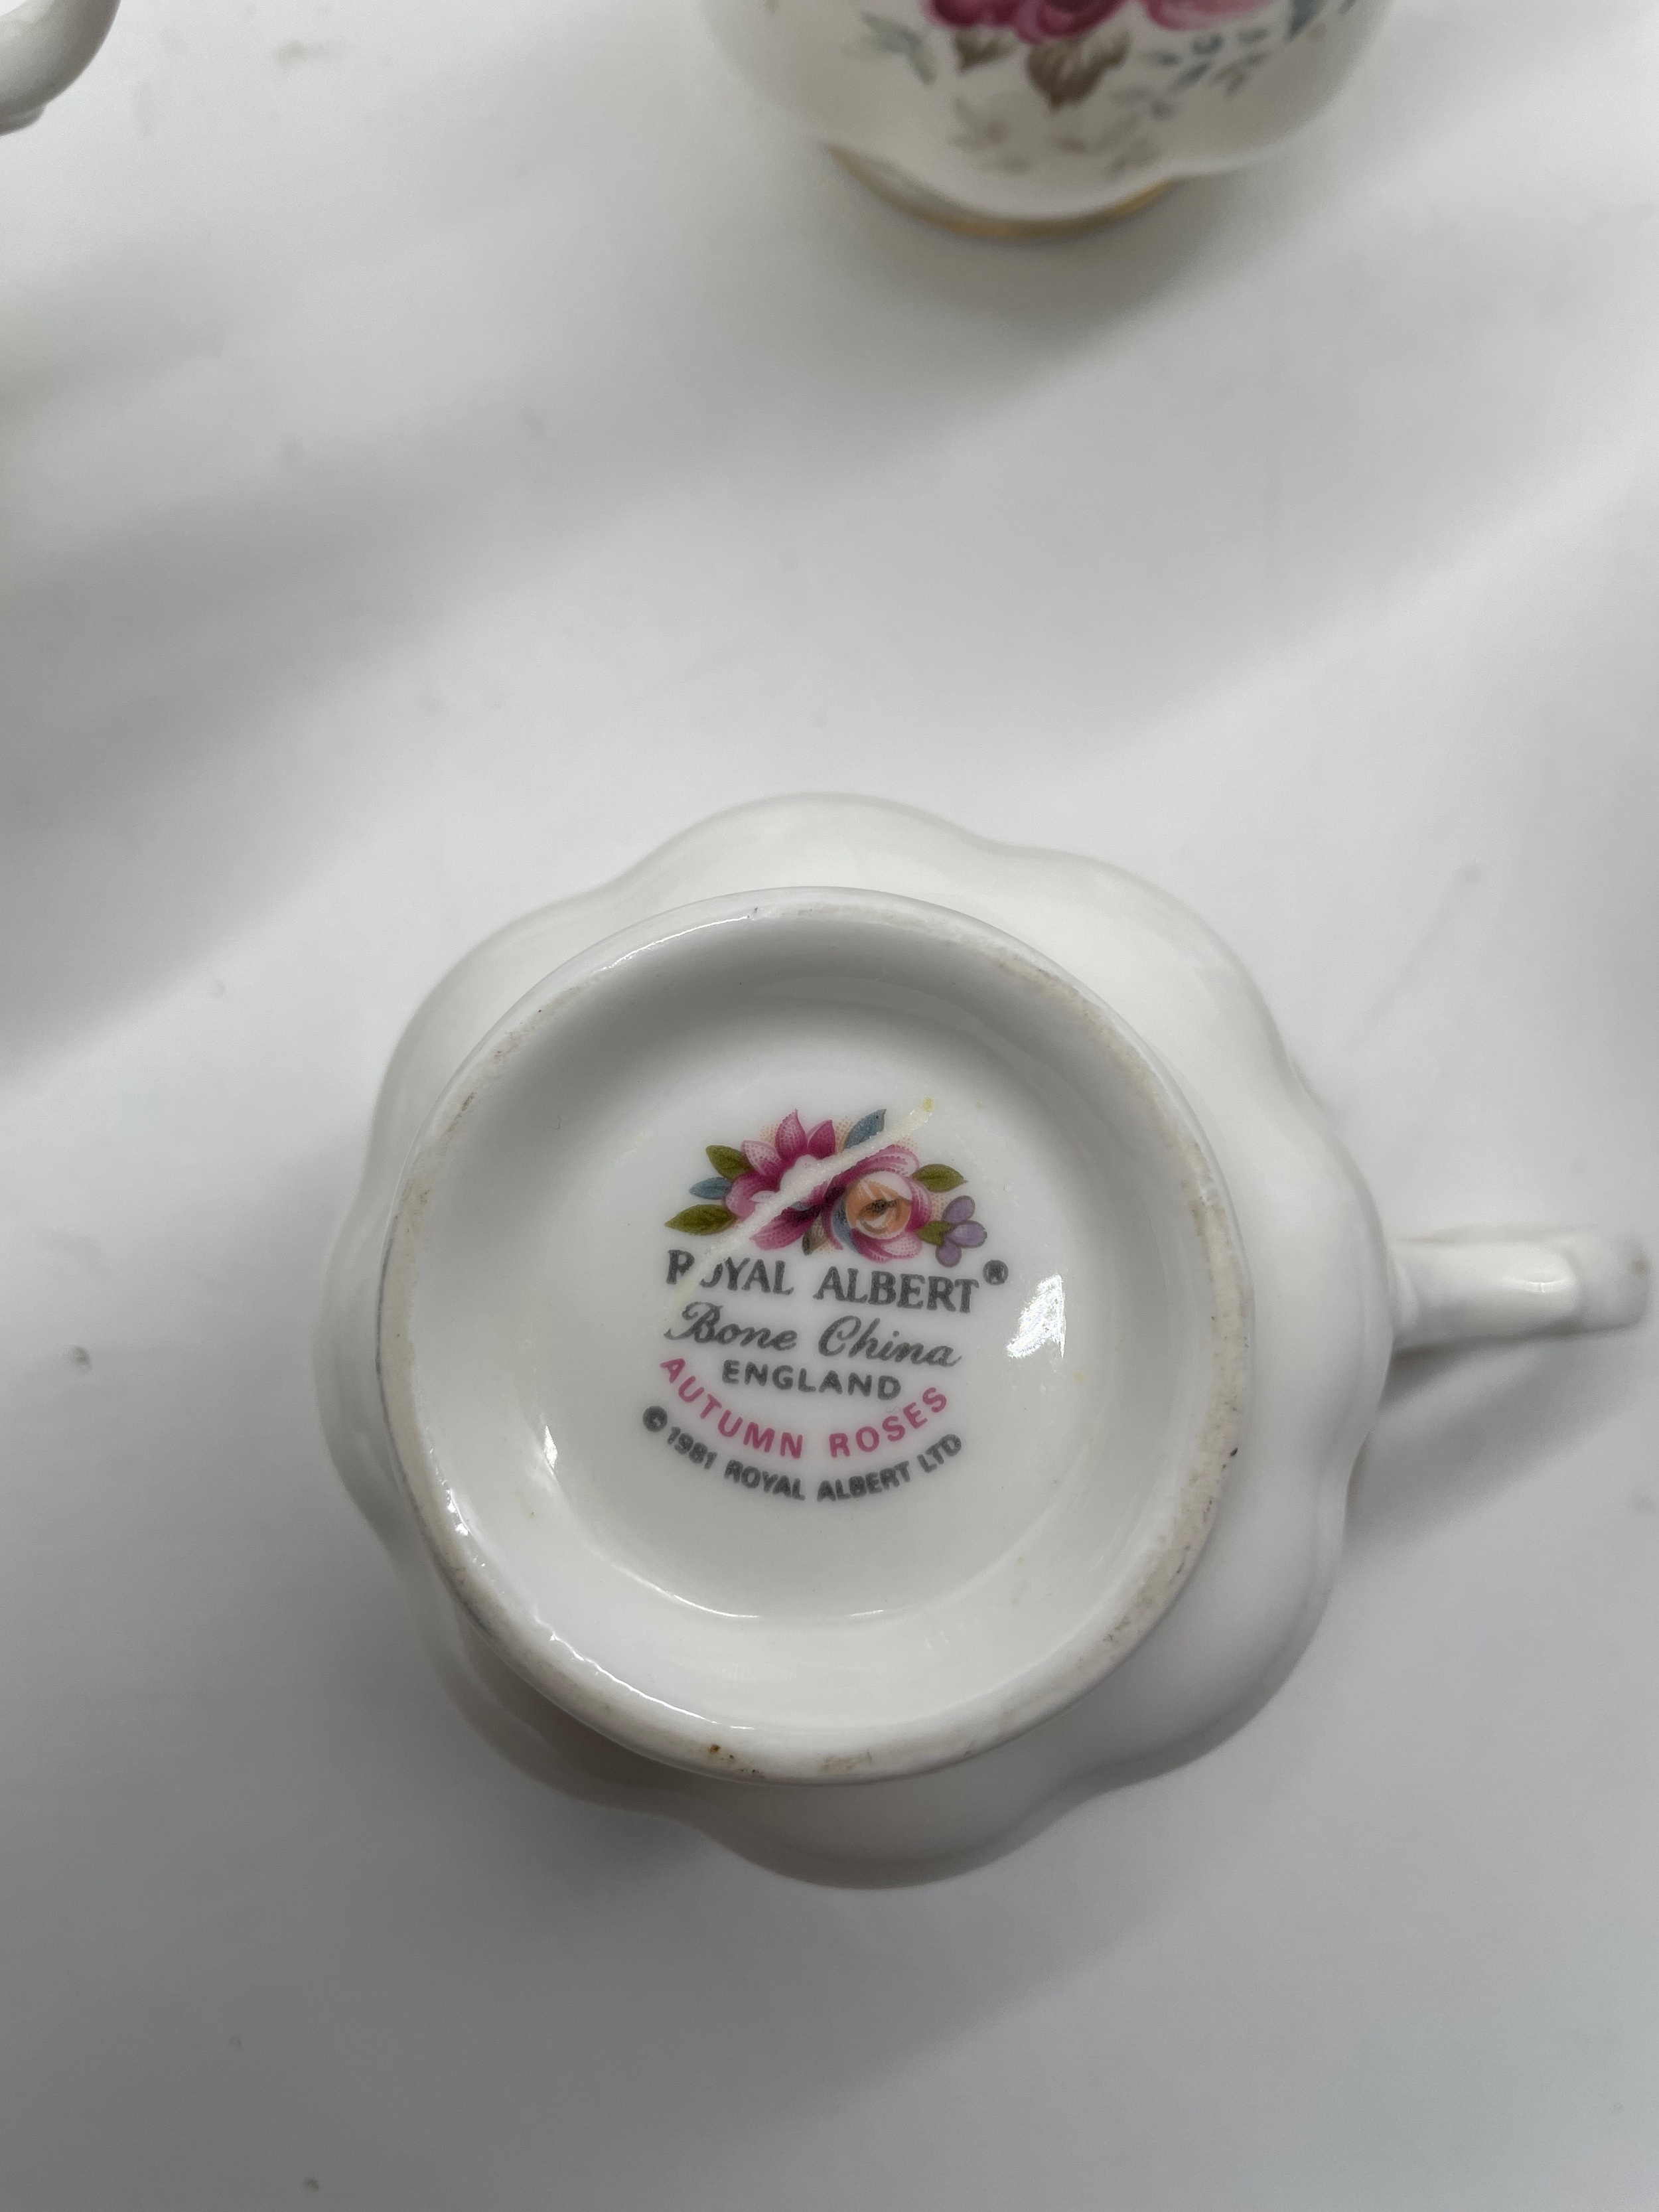 ROYAL ALBERT®
Bone China
ENGLAND
AUTUMN ROSES
©1981 ROYAL ALBERT LTD